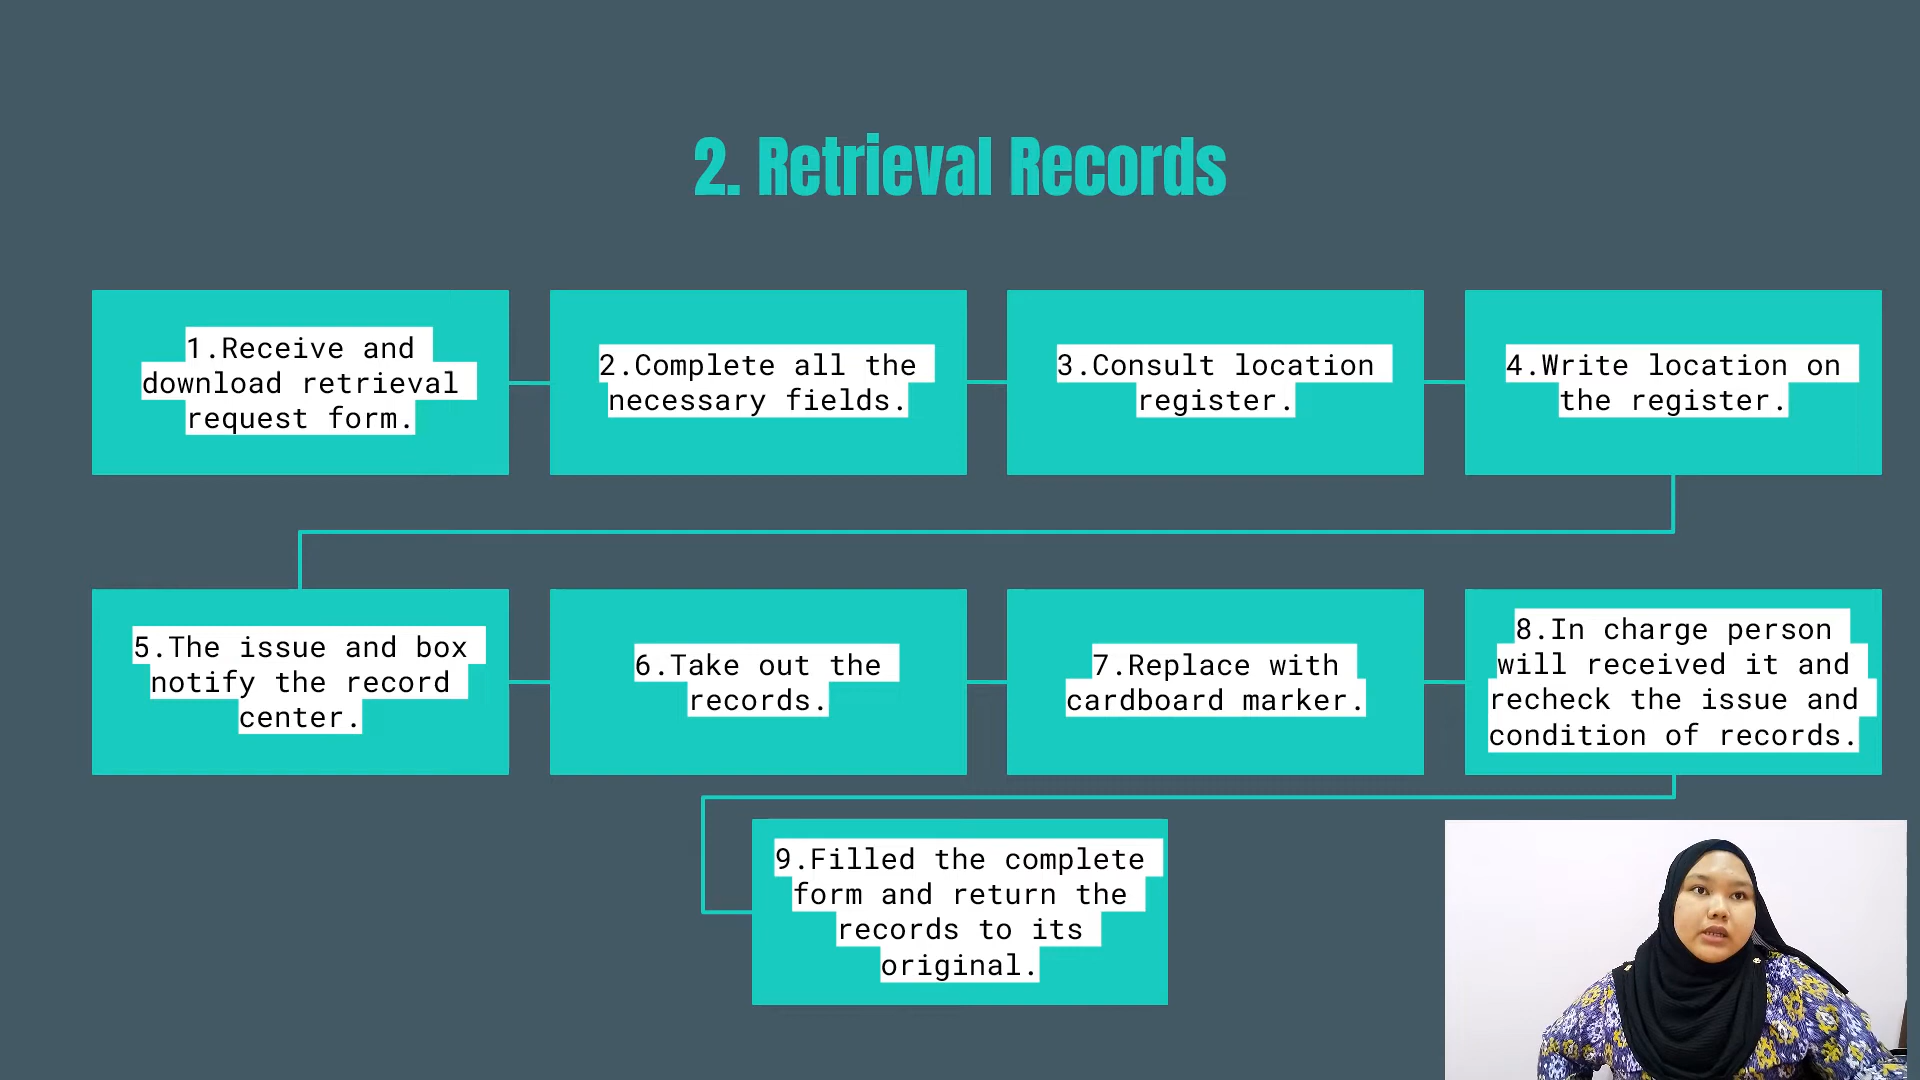 2. Retrieval Records
1.Receive and
download retrieval
request form.
2.Complete all the
necessary fields.
3.Consult location
register.
4.Write location on
the register.
5.The issue and box
notify the record
center.
6.Take out the
records.
7.Replace with
cardboard marker.
8.In charge person
will received it and
recheck the issue and
condition of records.
9.Filled the complete
form and return the
records to its
original.